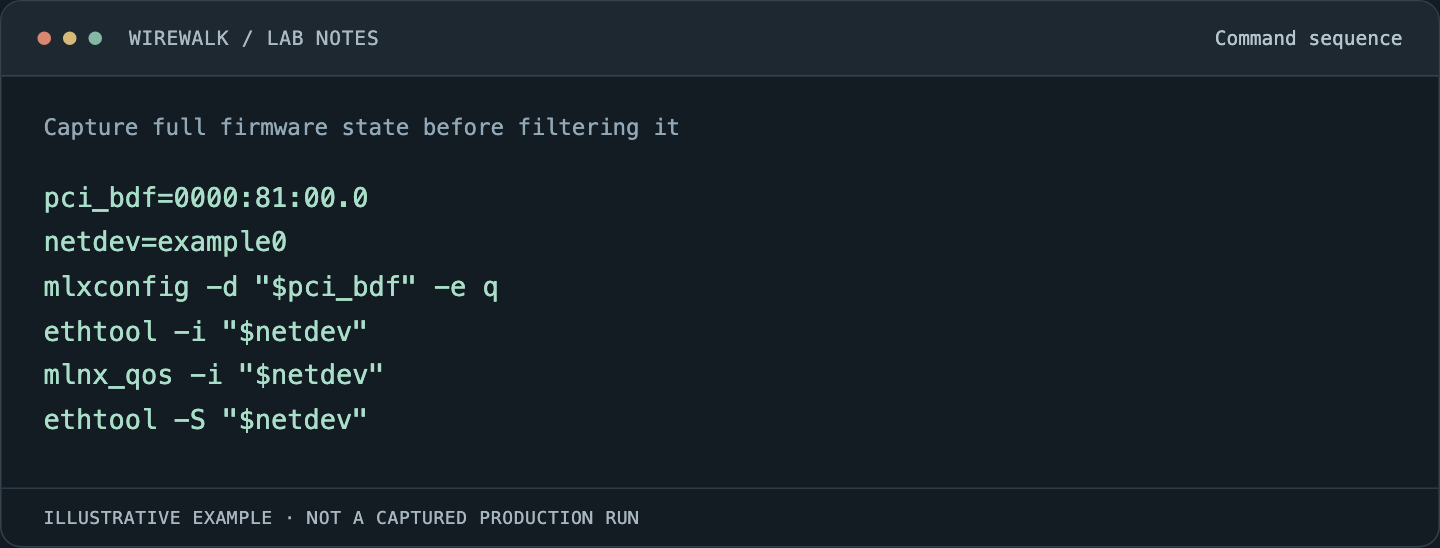 WIREWALK / LAB NOTES
Command sequence
Capture full firmware state before filtering it
pci_bdf=0000:81:00.0
netdev=example0
mlxconfig -d "$pci_bdf" -e q
ethtool -i "$netdev"
mlnx_qos -i "$netdev"
ethtool -S "$netdev"
ILLUSTRATIVE EXAMPLE · NOT A CAPTURED PRODUCTION RUN